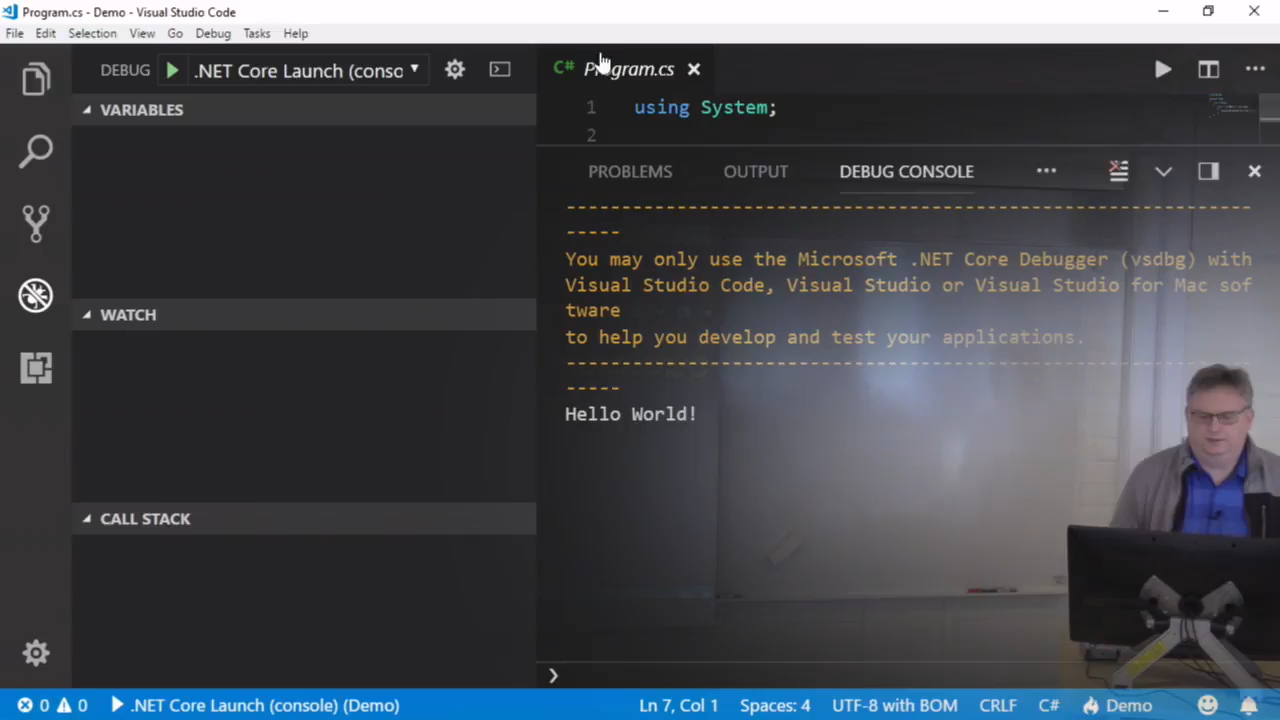 Program.cs - Demo - Visual Studio Code
File Edit Selection View Go Debug Tasks Help
DEBUG .NET Core Launch (conso
C# Program.cs
VARIABLES
1 using System;
2
PROBLEMS OUTPUT DEBUG CONSOLE
-------------------------------------------------------------- 
-----
You may only use the Microsoft .NET Core Debugger (vsdbg) with
Visual Studio Code, Visual Studio or Visual Studio for Mac sof
tware
to help you develop and test your applications.
--------------------------------------------------------------
-----
Hello World!
WATCH
CALL STACK
0 0 .NET Core Launch (console) (Demo) Ln 7, Col 1 Spaces: 4 UTF-8 with BOM CRLF C# Demo